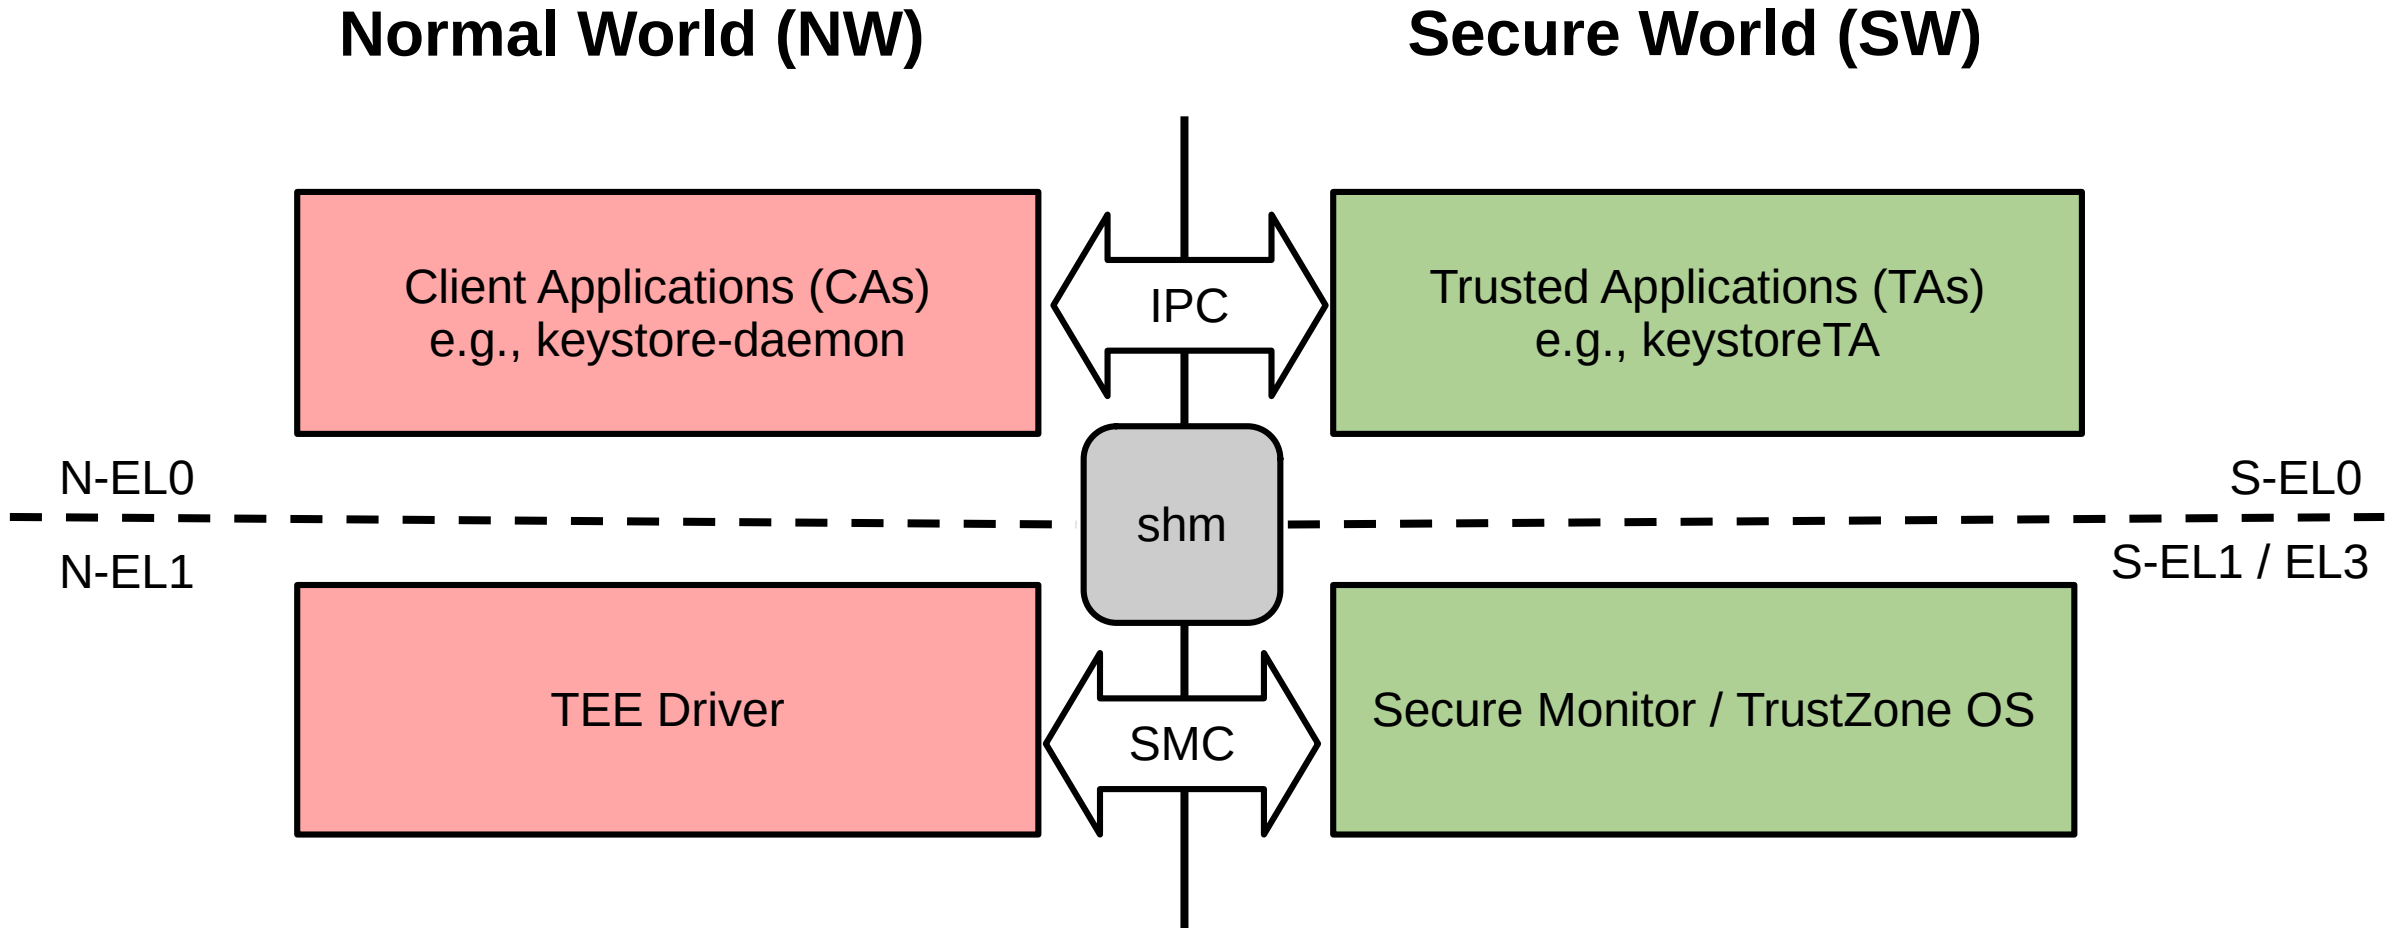 Normal World (NW)
Secure World (SW)
Client Applications (CAs)
e.g., keystore-daemon
IPC
Trusted Applications (TAs)
e.g., keystoreTA
N-EL0
S-EL0
shm
N-EL1
S-EL1 / EL3
TEE Driver
SMC
Secure Monitor / TrustZone OS